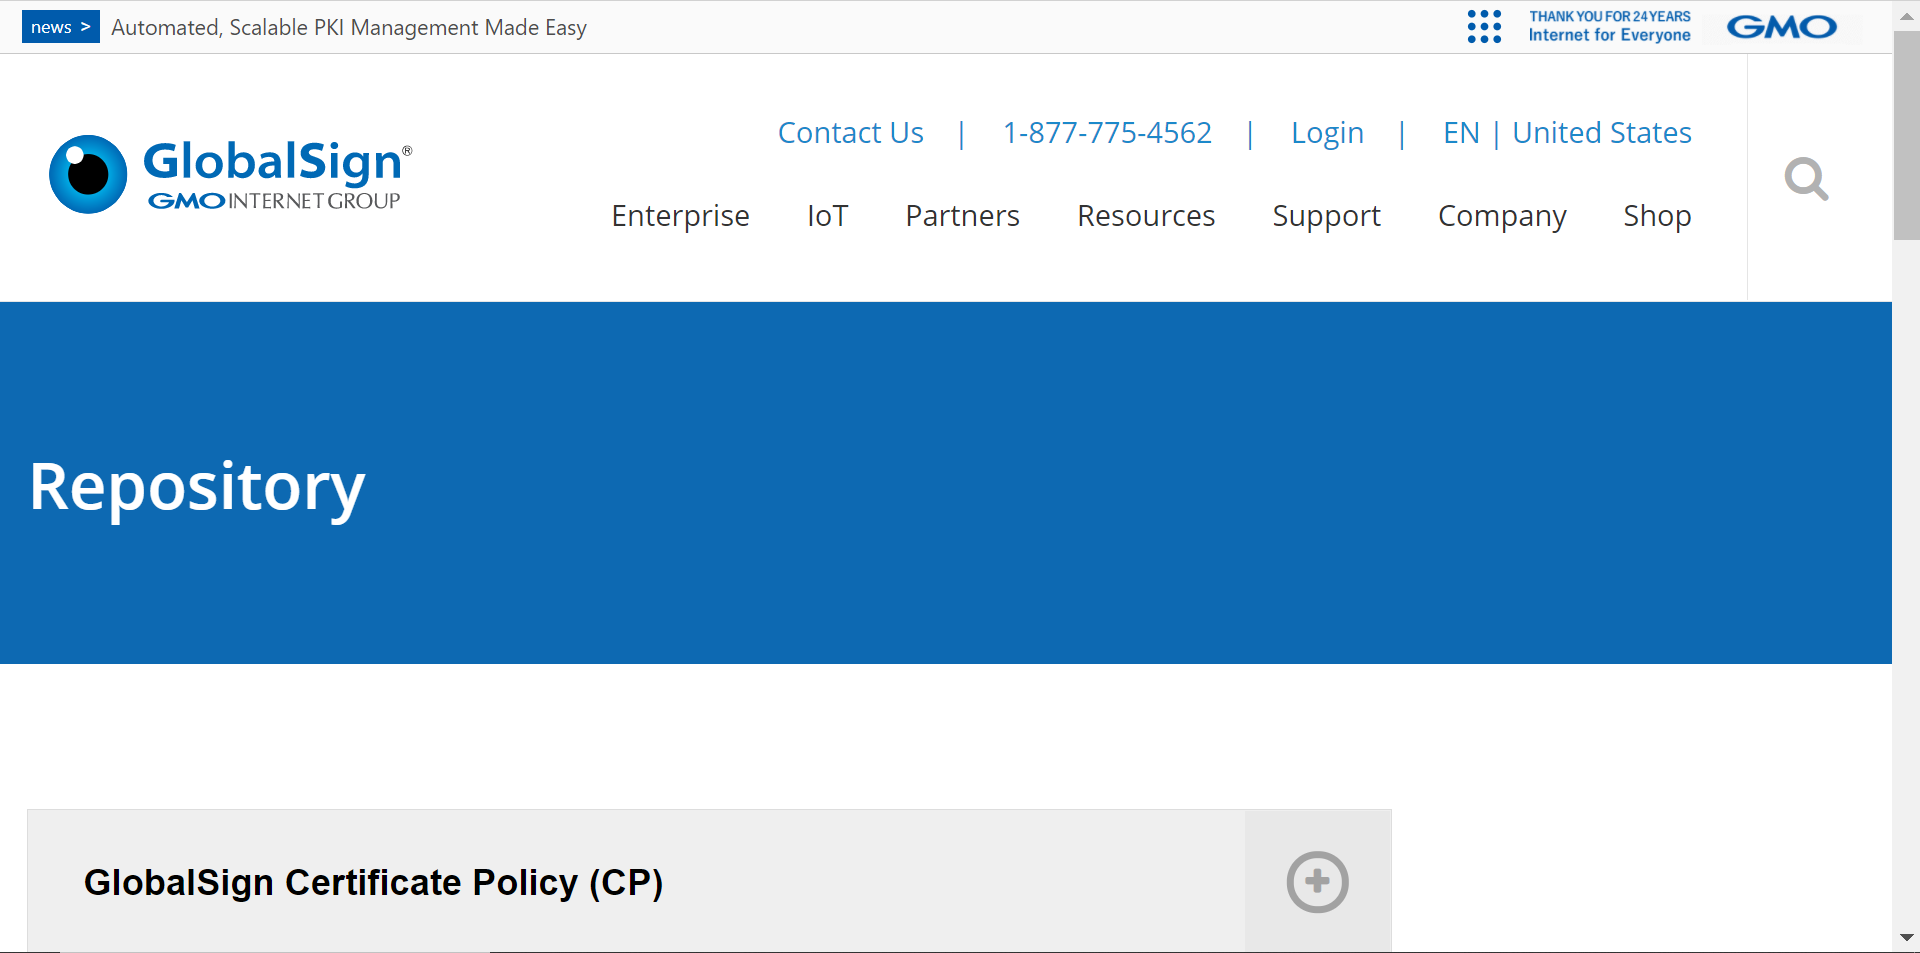 news > Automated, Scalable PKI Management Made Easy
THANK YOU FOR 24 YEARS
Internet for Everyone
GMO
Contact Us | 1-877-775-4562 | Login | EN | United States
GlobalSign®
GMO INTERNET GROUP
Enterprise IoT Partners Resources Support Company Shop
Repository
GlobalSign Certificate Policy (CP)